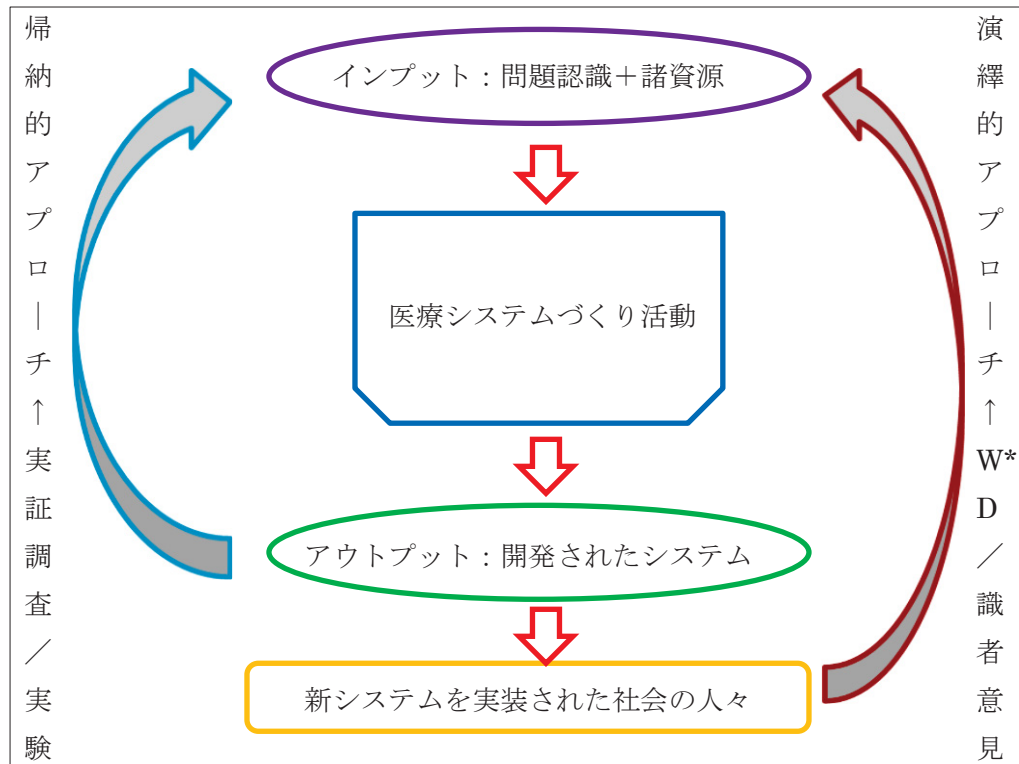 帰納的アプローチ↑実証調査／実験
インプット：問題認識＋諸資源
医療システムづくり活動
アウトプット：開発されたシステム
新システムを実装された社会の人々
演繹的アプローチ↑W*D／識者意見